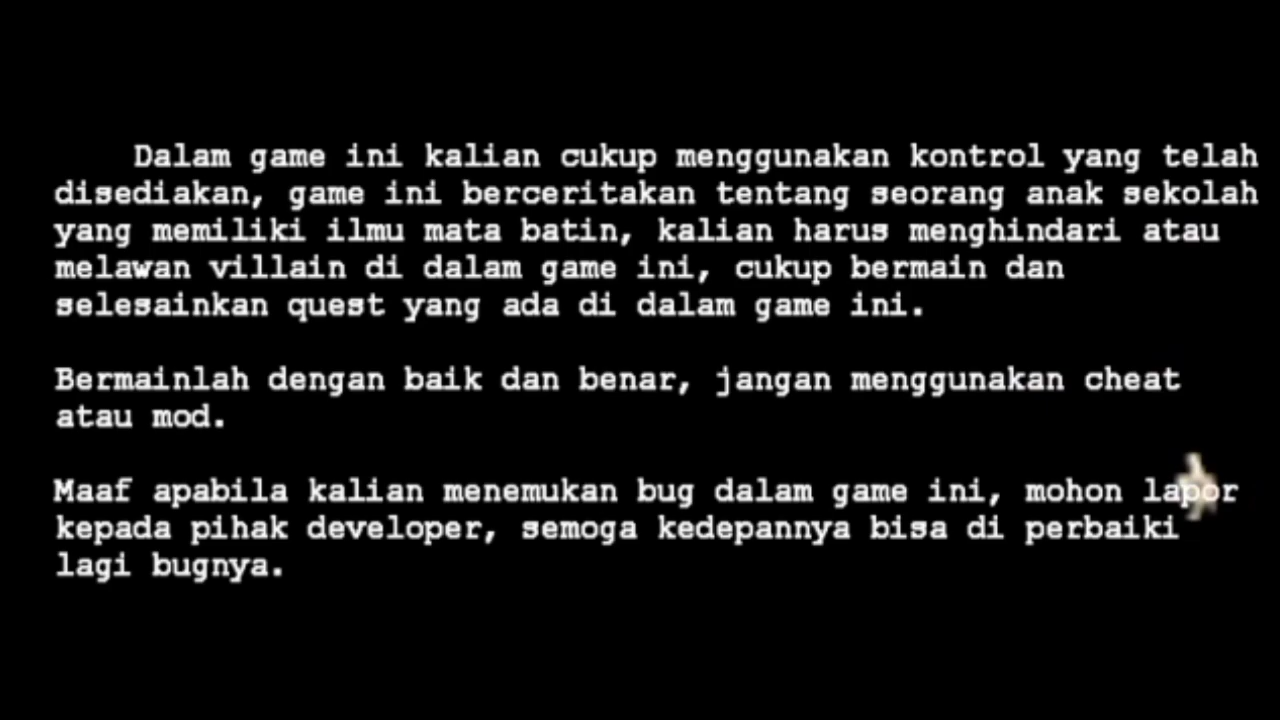 Dalam game ini kalian cukup menggunakan kontrol yang telah
disediakan, game ini berceritakan tentang seorang anak sekolah
yang memiliki ilmu mata batin, kalian harus menghindari atau
melawan villain di dalam game ini, cukup bermain dan
selesainkan quest yang ada di dalam game ini.
Bermainlah dengan baik dan benar, jangan menggunakan cheat
atau mod.
Maaf apabila kalian menemukan bug dalam game ini, mohon lapor
kepada pihak developer, semoga kedepannya bisa di perbaiki
lagi bugnya.